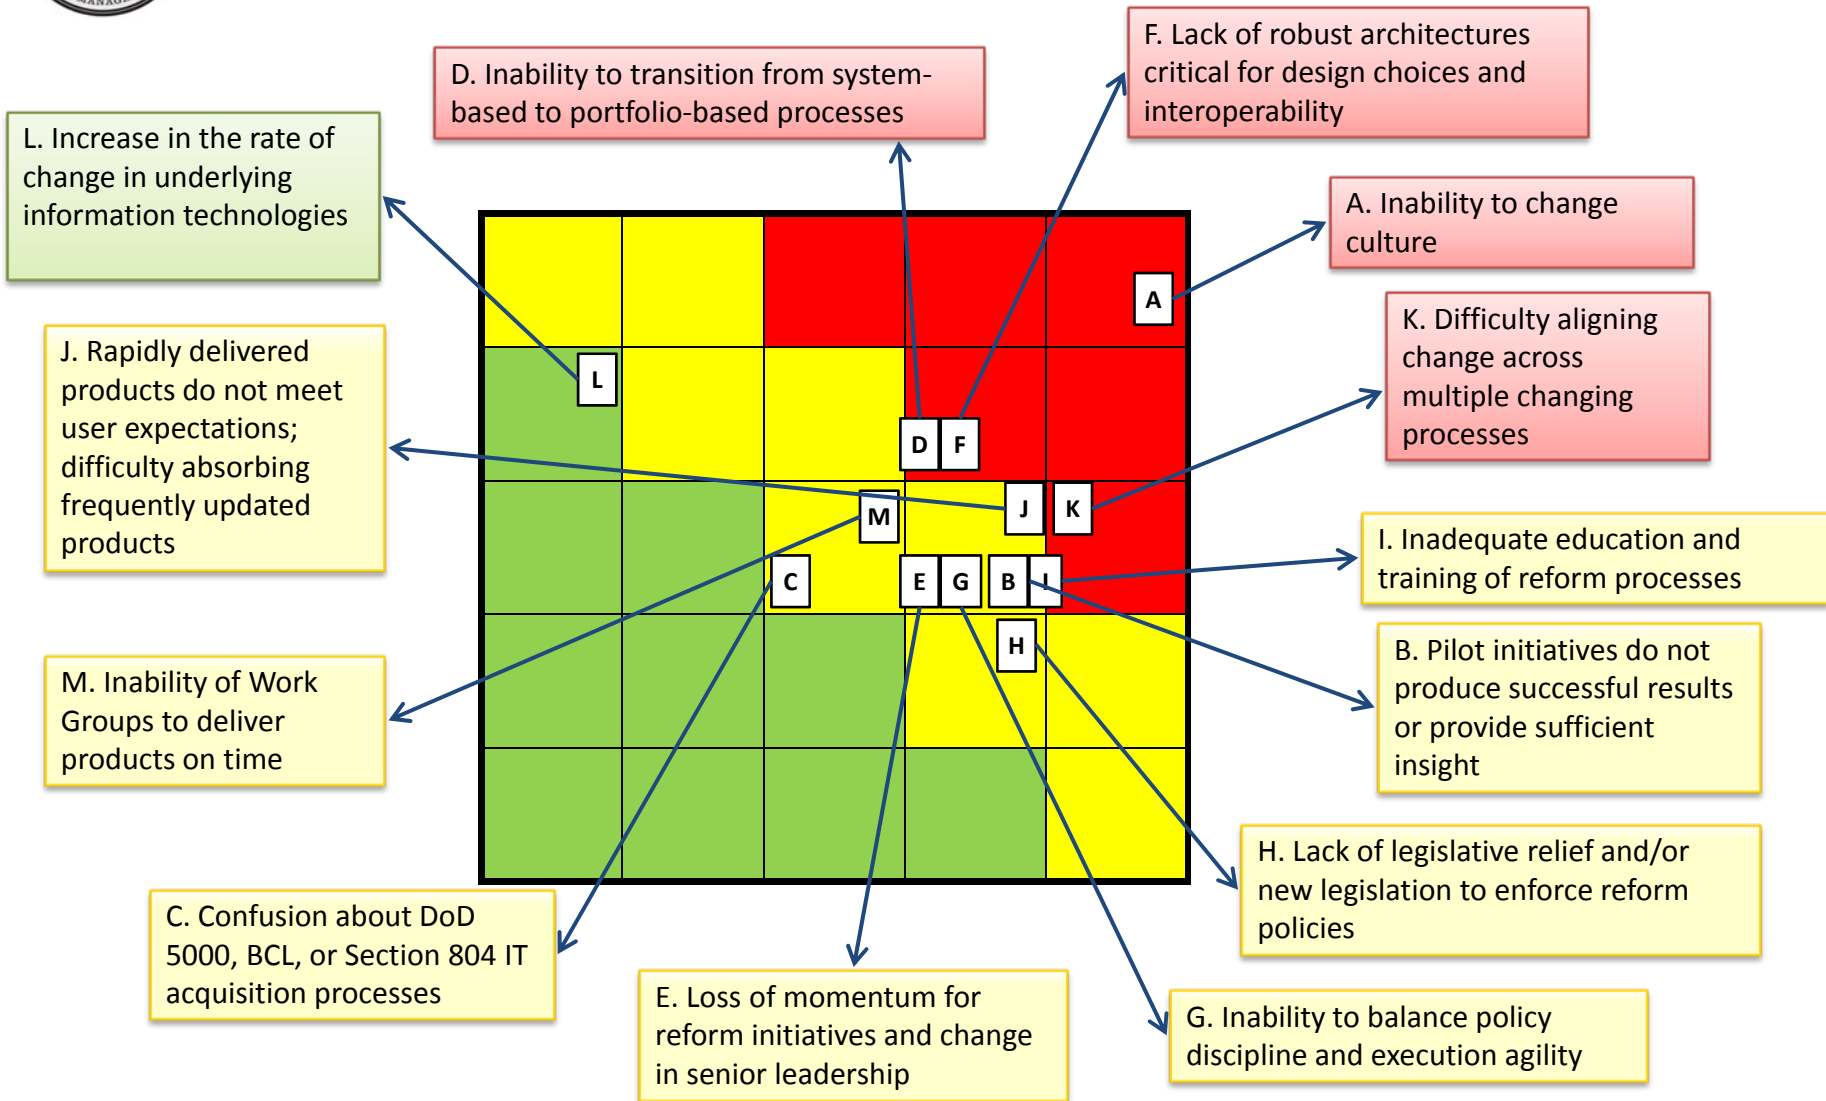 MANAG
F. Lack of robust architectures
critical for design choices and
interoperability
D. Inability to transition from system-
based to portfolio-based processes
L. Increase in the rate of
change in underlying
information technologies
A. Inability to change
culture
K. Difficulty aligning
change across
multiple changing
processes
J. Rapidly delivered
products do not meet
user expectations;
difficulty absorbing
frequently updated
products
A
L
D F
J K
M
C E G B I
H
I. Inadequate education and
training of reform processes
B. Pilot initiatives do not
produce successful results
or provide sufficient
insight
M. Inability of Work
Groups to deliver
products on time
H. Lack of legislative relief and/or
new legislation to enforce reform
policies
C. Confusion about DoD
5000, BCL, or Section 804 IT
acquisition processes
E. Loss of momentum for
reform initiatives and change
in senior leadership
G. Inability to balance policy
discipline and execution agility